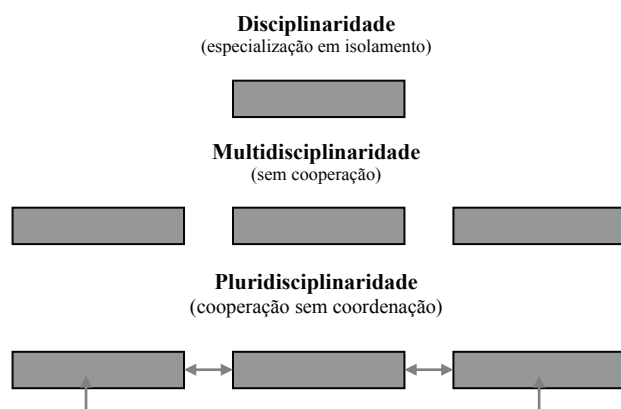 Disciplinaridade
(especialização em isolamento)
Multidisciplinaridade
(sem cooperação)
Pluridisciplinaridade
(cooperação sem coordenação)